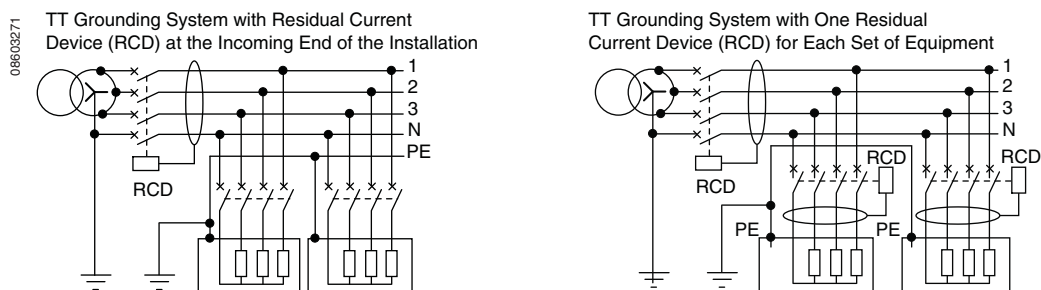 08603271
TT Grounding System with Residual Current
Device (RCD) at the Incoming End of the Installation
1
2
3
N
PE
RCD
TT Grounding System with One Residual
Current Device (RCD) for Each Set of Equipment
1
2
3
N
RCD
RCD
RCD
PE
PE